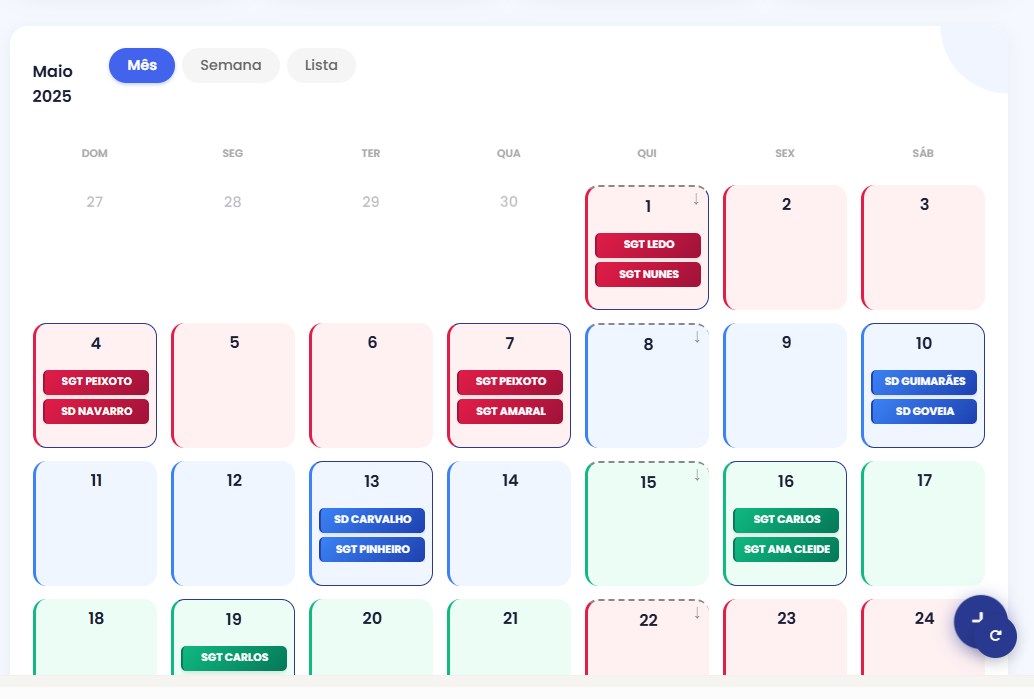 Maio
2025
Mês Semana Lista
DOM SEG TER QUA QUI SEX SÁB
27 28 29 30 1 ↓ 2 3
SGT LEDO
SGT NUNES
4 5 6 7 8 ↓ 9 10
SGT PEIXOTO SGT PEIXOTO SD GUIMARÃES
SD NAVARRO SGT AMARAL SD GOVEIA
11 12 13 14 15 ↓ 16 17
SD CARVALHO SGT CARLOS
SGT PINHEIRO SGT ANA CLEIDE
18 19 20 21 22 ↓ 23 24
SGT CARLOS